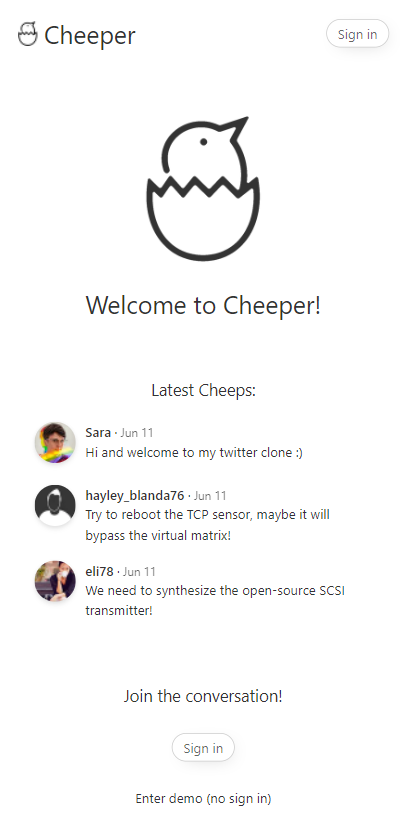 Cheeper
Sign in
Welcome to Cheeper!
Latest Cheeps:
Sara · Jun 11
Hi and welcome to my twitter clone :)
hayley_blanda76 · Jun 11
Try to reboot the TCP sensor, maybe it will
bypass the virtual matrix!
eli78 · Jun 11
We need to synthesize the open-source SCSI
transmitter!
Join the conversation!
Sign in
Enter demo (no sign in)